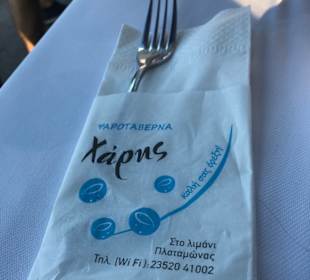 ΨΑΡΟΤΑΒΕΡΝΑ
Χάρης
καλή σας όρεξη!
Στο λιμάνι
Πλαταμώνας
Τηλ. (Wi Fi): 23520 41002